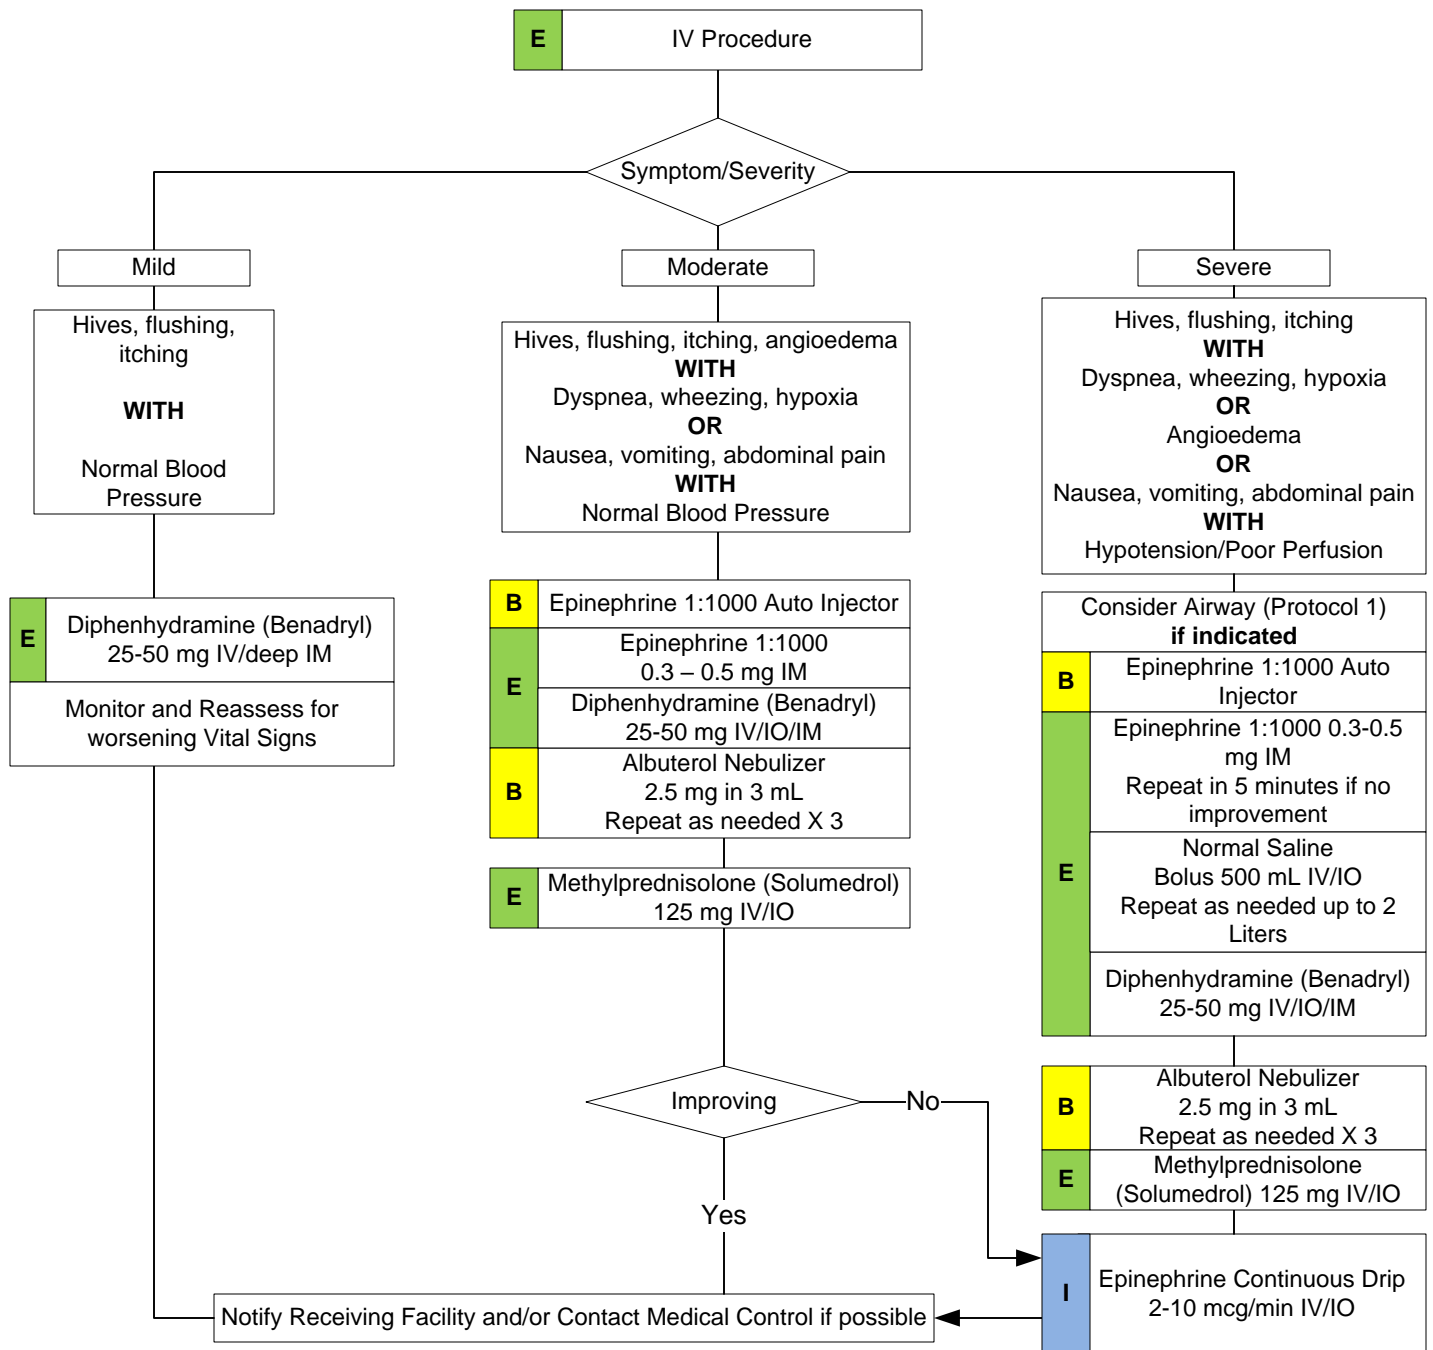 E
IV Procedure
Symptom/Severity
Mild
Hives, flushing,
itching
WITH
Normal Blood
Pressure
E
Diphenhydramine (Benadryl)
25-50 mg IV/deep IM
Monitor and Reassess for
worsening Vital Signs
Moderate
Hives, flushing, itching, angioedema
WITH
Dyspnea, wheezing, hypoxia
OR
Nausea, vomiting, abdominal pain
WITH
Normal Blood Pressure
B
Epinephrine 1:1000 Auto Injector
E
Epinephrine 1:1000
0.3 – 0.5 mg IM
Diphenhydramine (Benadryl)
25-50 mg IV/IO/IM
B
Albuterol Nebulizer
2.5 mg in 3 mL
Repeat as needed X 3
E
Methylprednisolone (Solumedrol)
125 mg IV/IO
Improving
No
Yes
Severe
Hives, flushing, itching
WITH
Dyspnea, wheezing, hypoxia
OR
Angioedema
OR
Nausea, vomiting, abdominal pain
WITH
Hypotension/Poor Perfusion
Consider Airway (Protocol 1)
if indicated
B
Epinephrine 1:1000 Auto
Injector
E
Epinephrine 1:1000 0.3-0.5
mg IM
Repeat in 5 minutes if no
improvement
Normal Saline
Bolus 500 mL IV/IO
Repeat as needed up to 2
Liters
Diphenhydramine (Benadryl)
25-50 mg IV/IO/IM
B
Albuterol Nebulizer
2.5 mg in 3 mL
Repeat as needed X 3
E
Methylprednisolone
(Solumedrol) 125 mg IV/IO
I
Epinephrine Continuous Drip
2-10 mcg/min IV/IO
Notify Receiving Facility and/or Contact Medical Control if possible